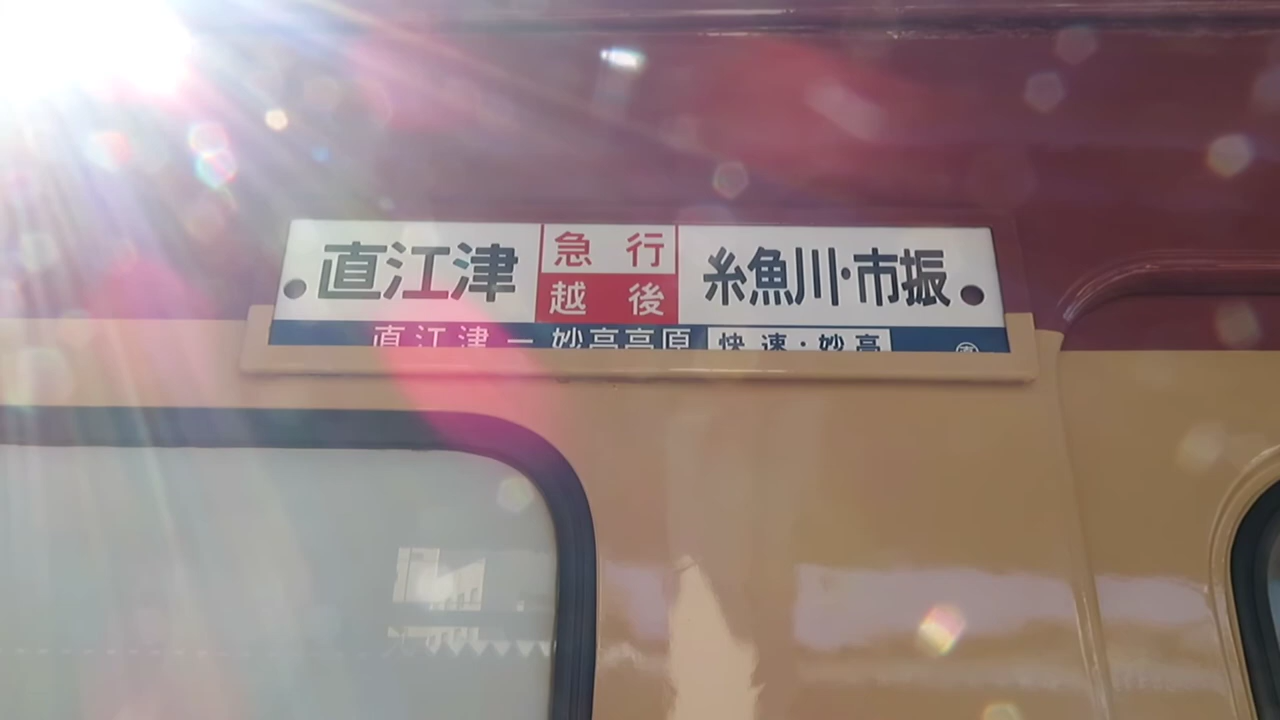 直江津 急行 糸魚川・市振
越後
直江津ー妙高高原 快速・妙高